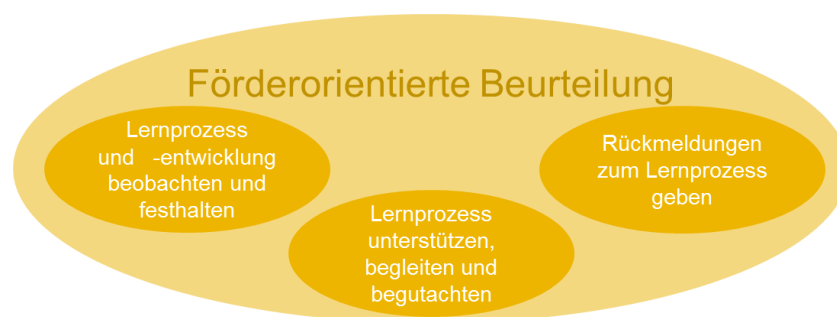 Förderorientierte Beurteilung
Lernprozess
und -entwicklung
beobachten und
festhalten
Lernprozess
unterstützen,
begleiten und
begutachten
Rückmeldungen
zum Lernprozess
geben